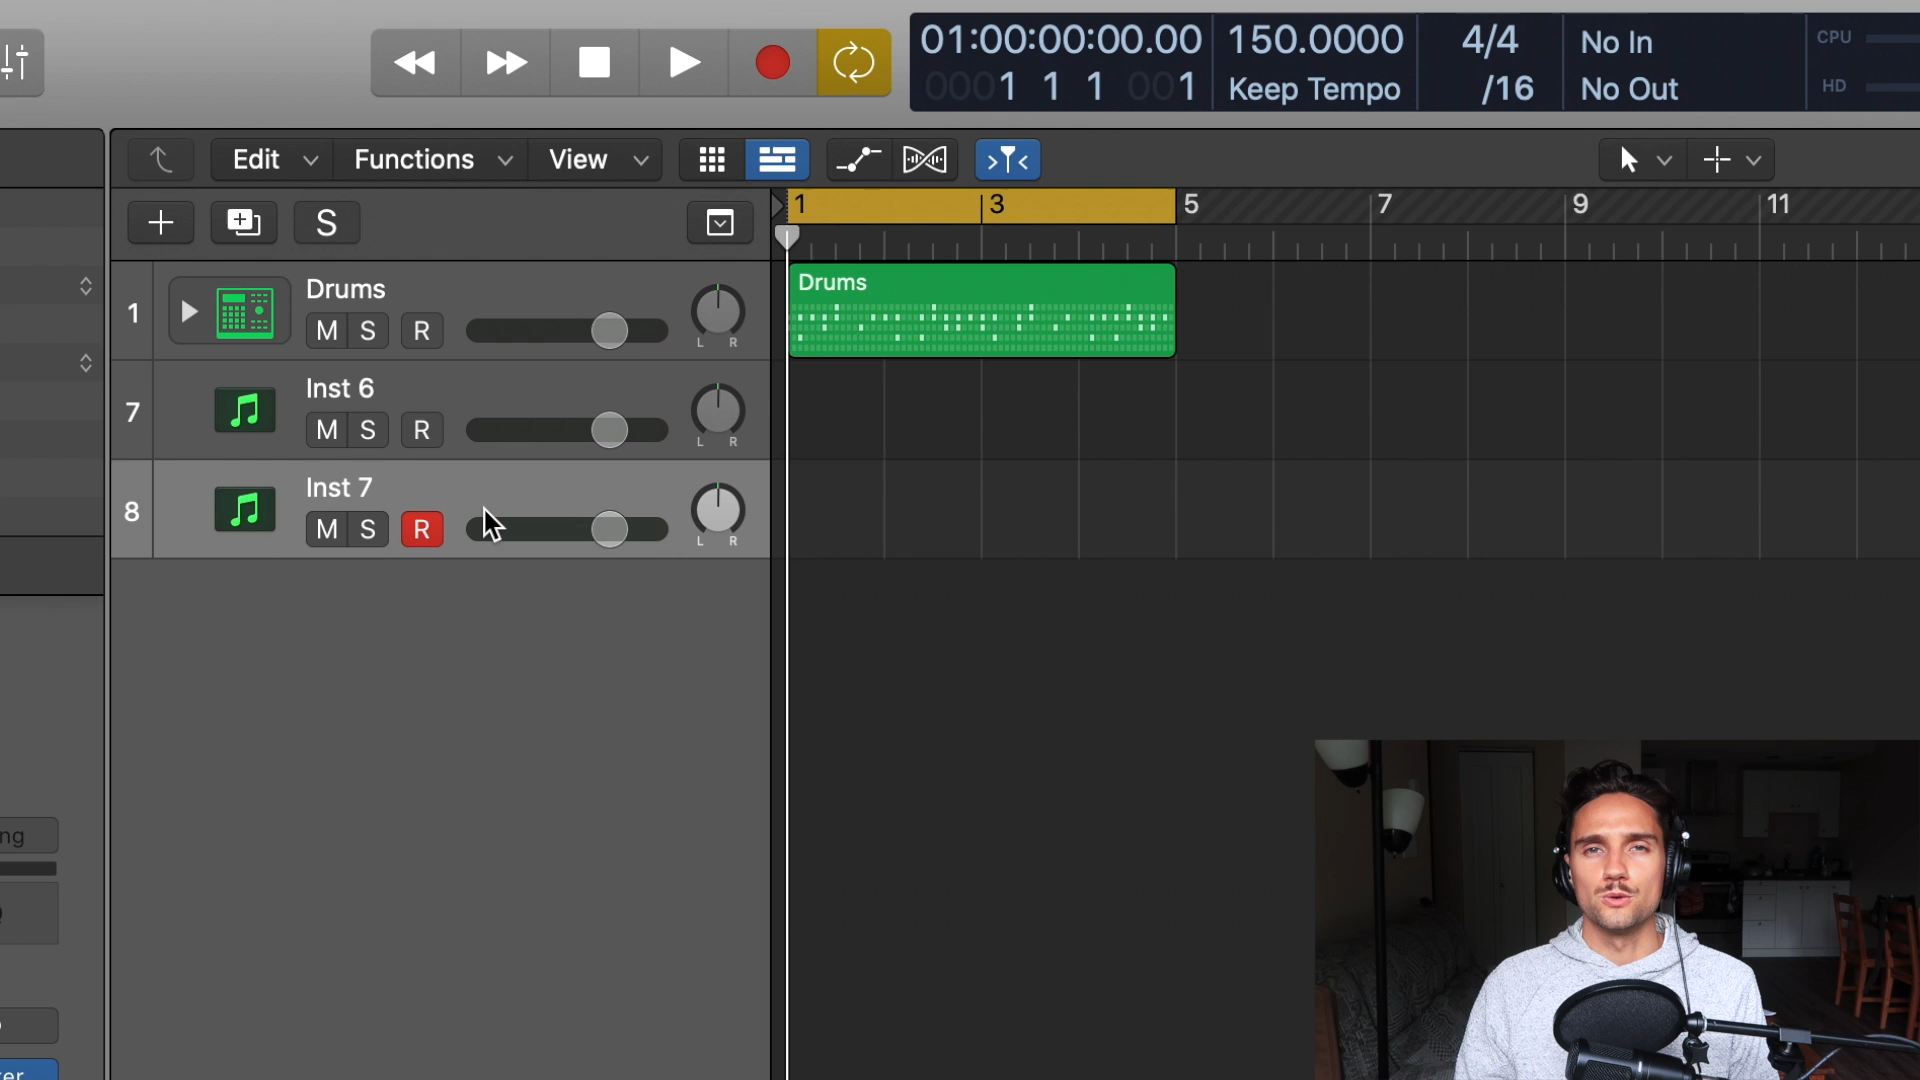 01:00:00:00.00
0001 1 1 001
150.0000
Keep Tempo
4/4
/16
No In
No Out
CPU
HD
Edit
Functions
View
S
1
3
5
7
9
11
1
Drums
M S R
L R
Drums
7
Inst 6
M S R
L R
8
Inst 7
M S R
L R
ng
er